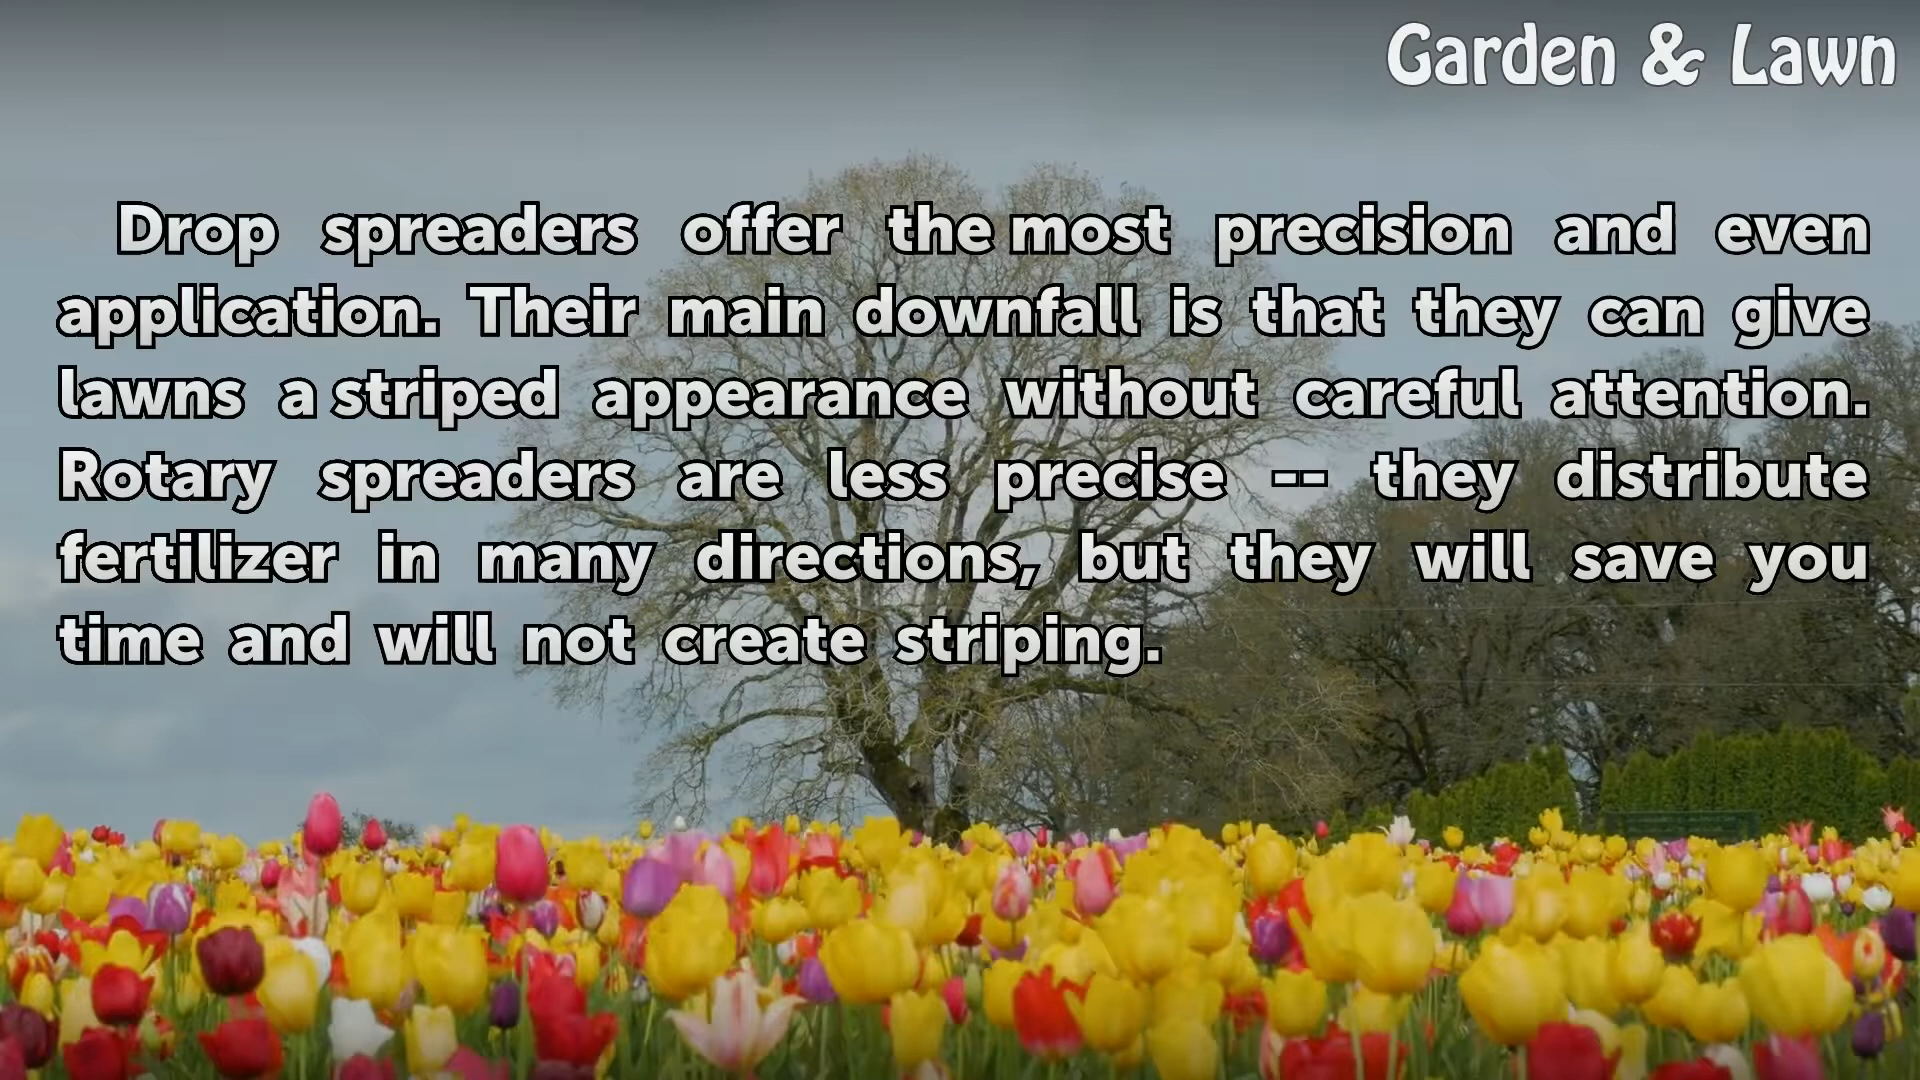 Garden & Lawn
Drop spreaders offer the most precision and even
application. Their main downfall is that they can give
lawns a striped appearance without careful attention.
Rotary spreaders are less precise -- they distribute
fertilizer in many directions, but they will save you
time and will not create striping.